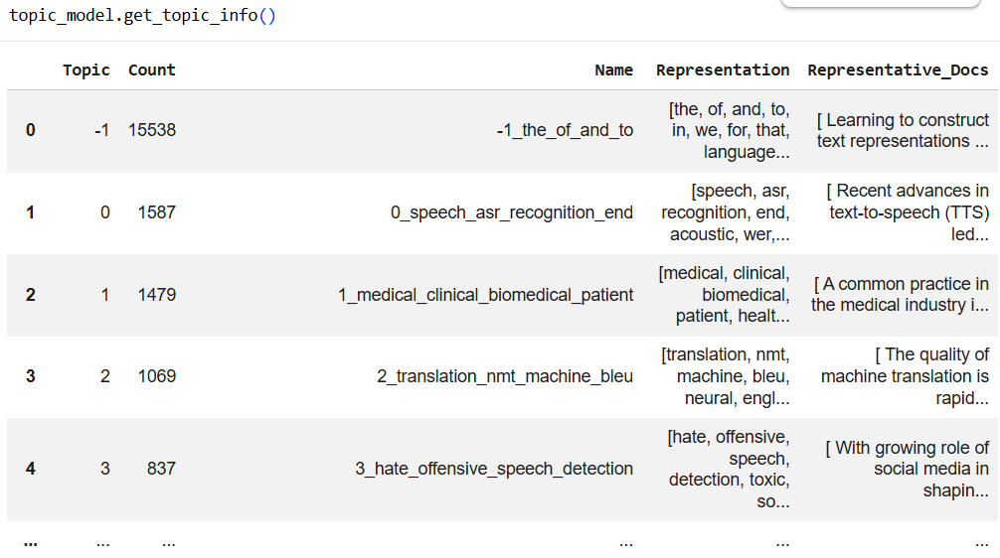 topic_model.get_topic_info()
Topic Count Name Representation Representative_Docs
0 -1 15538 -1_the_of_and_to [the, of, and, to, in, we, for, that, language... [ Learning to construct text representations ...
1 0 1587 0_speech_asr_recognition_end [speech, asr, recognition, end, acoustic, wer,... [ Recent advances in text-to-speech (TTS) led...
2 1 1479 1_medical_clinical_biomedical_patient [medical, clinical, biomedical, patient, healt... [ A common practice in the medical industry i...
3 2 1069 2_translation_nmt_machine_bleu [translation, nmt, machine, bleu, neural, engl... [ The quality of machine translation is rapid...
4 3 837 3_hate_offensive_speech_detection [hate, offensive, speech, detection, toxic, so... [ With growing role of social media in shapin...
... ... ... ... ... ...